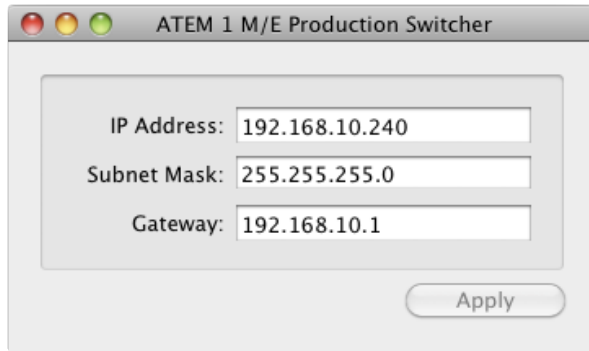 ATEM 1 M/E Production Switcher
IP Address: 192.168.10.240
Subnet Mask: 255.255.255.0
Gateway: 192.168.10.1
Apply